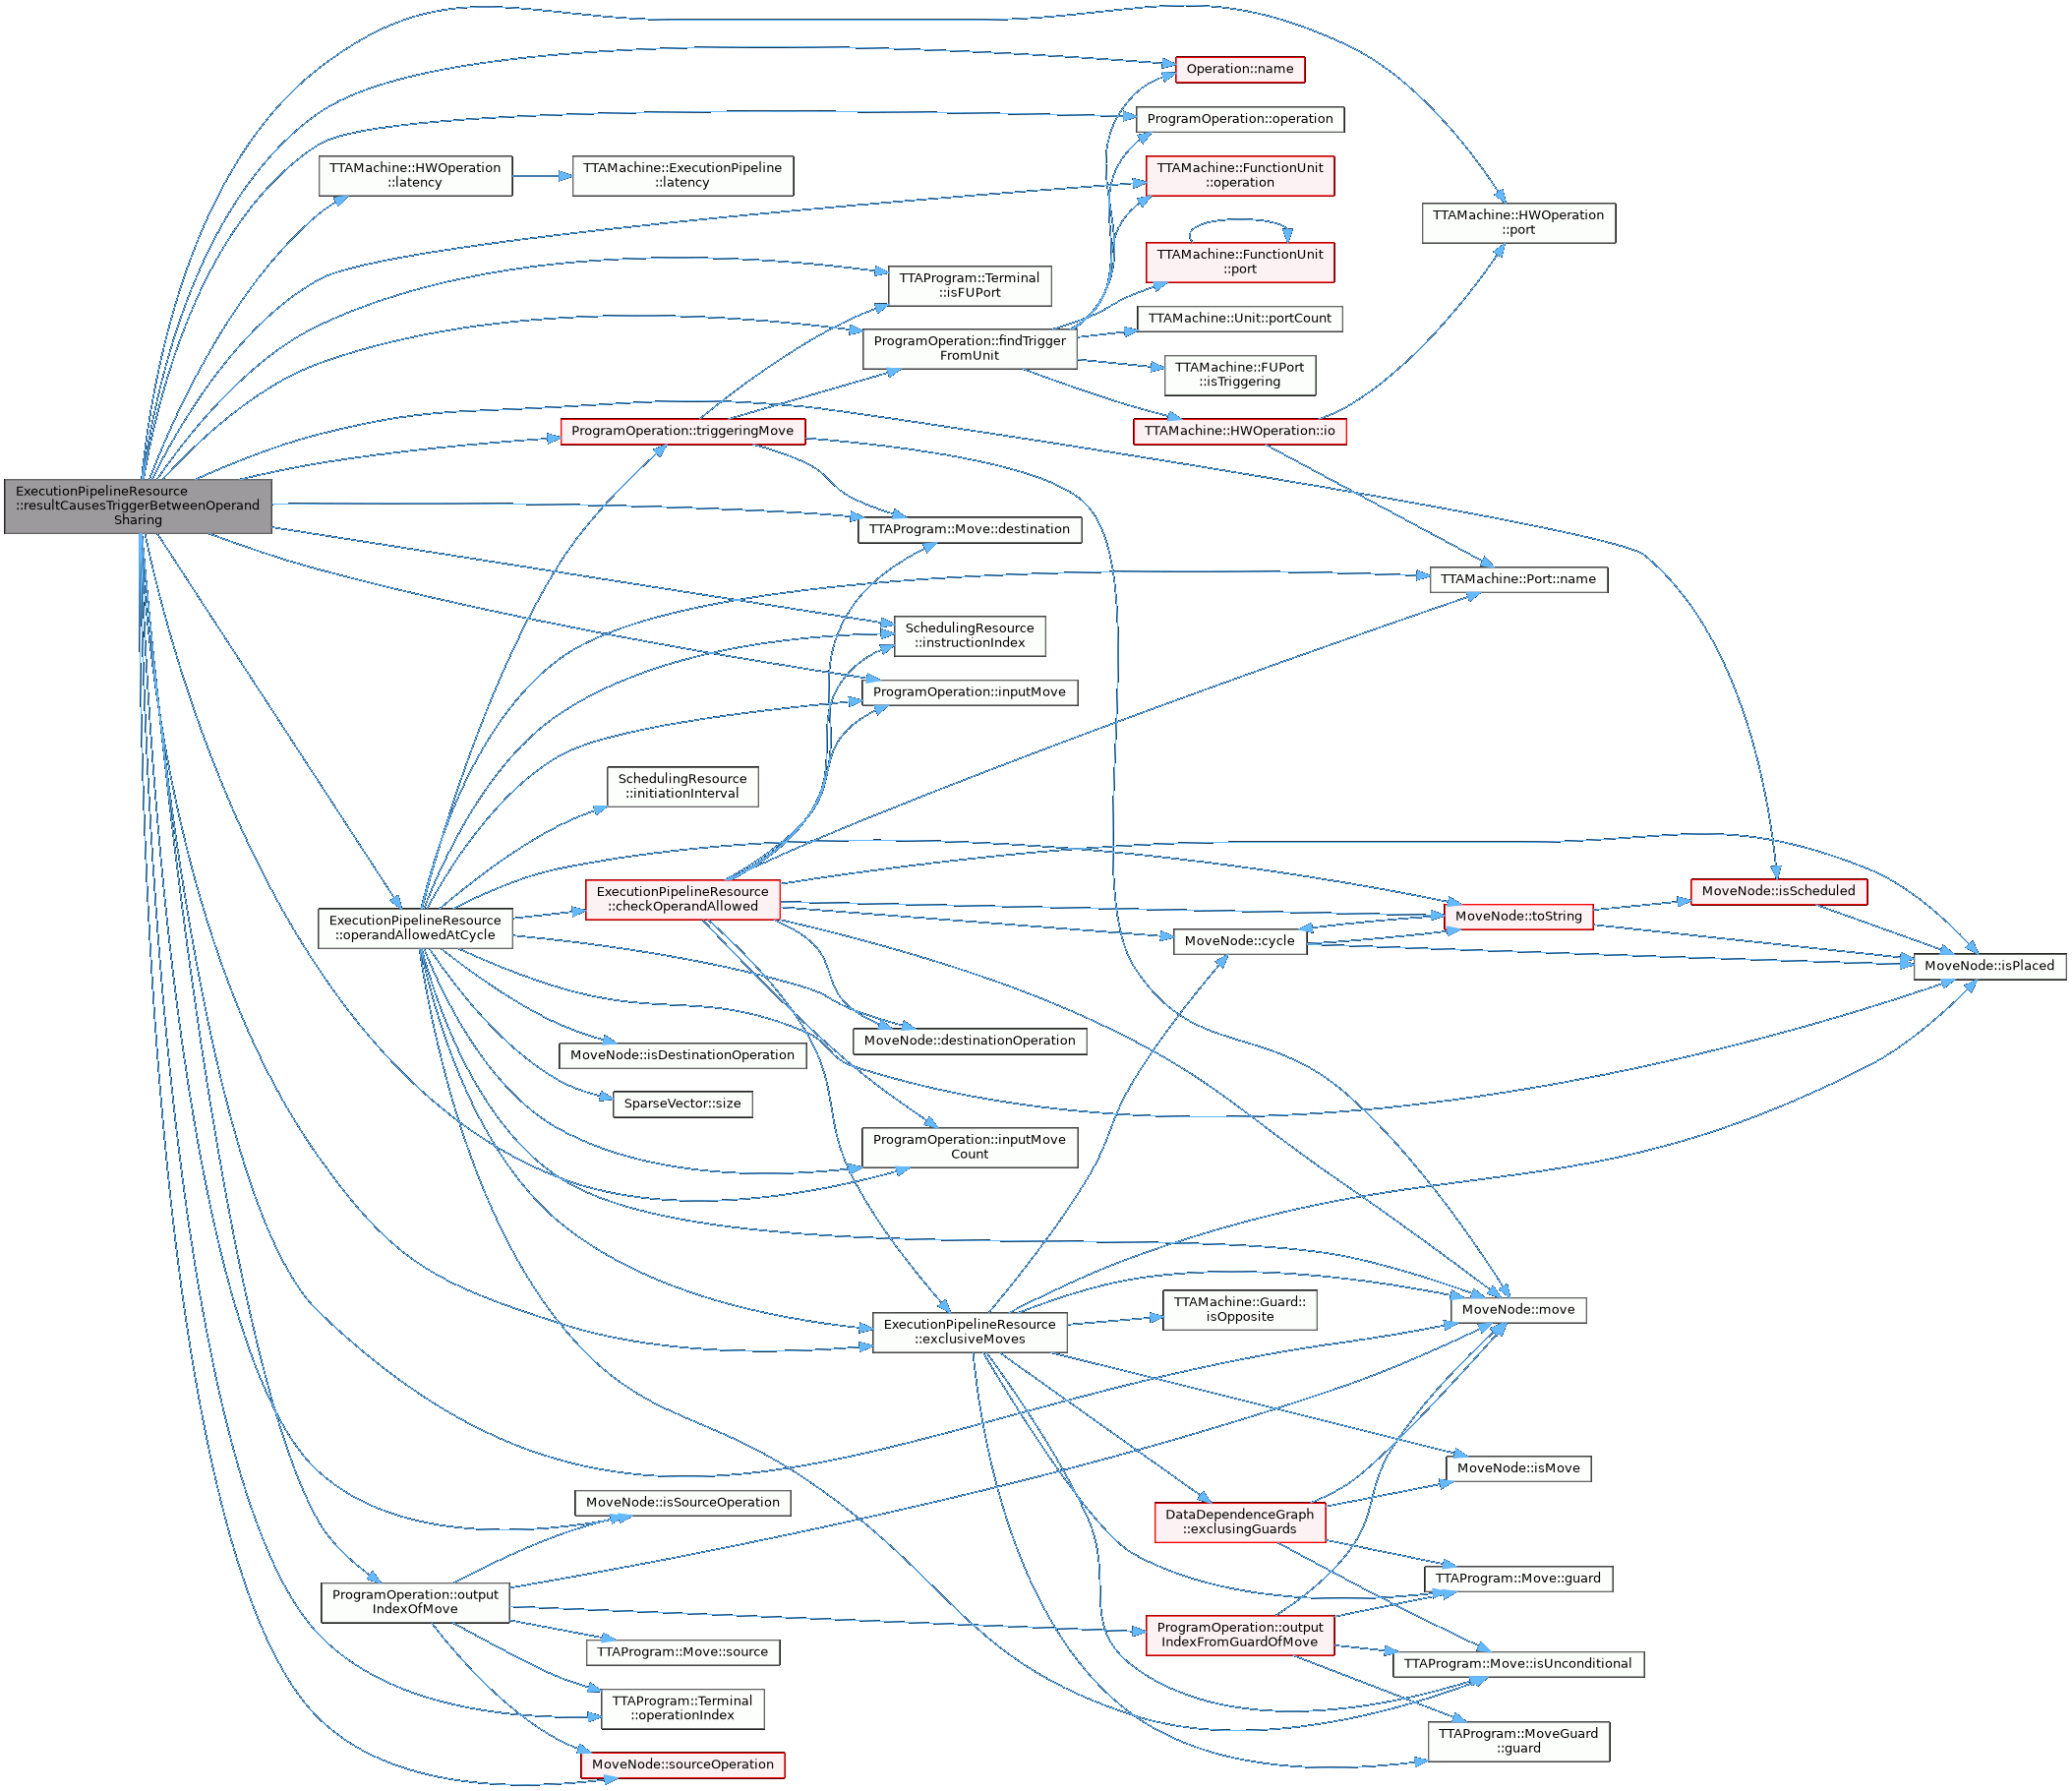 Operation::name
ProgramOperation::operation
TTAMachine::HWOperation
::latency
TTAMachine::ExecutionPipeline
::latency
TTAMachine::FunctionUnit
::operation
TTAMachine::HWOperation
::port
TTAMachine::FunctionUnit
::port
TTAProgram::Terminal
::isFUPort
TTAMachine::Unit::portCount
ProgramOperation::findTrigger
FromUnit
TTAMachine::FUPort
::isTriggering
ProgramOperation::triggeringMove
TTAMachine::HWOperation::io
ExecutionPipelineResource
::resultCausesTriggerBetweenOperand
Sharing
TTAProgram::Move::destination
TTAMachine::Port::name
SchedulingResource
::instructionIndex
ProgramOperation::inputMove
SchedulingResource
::initiationInterval
ExecutionPipelineResource
::checkOperandAllowed
MoveNode::isScheduled
ExecutionPipelineResource
::operandAllowedAtCycle
MoveNode::toString
MoveNode::cycle
MoveNode::isPlaced
MoveNode::destinationOperation
MoveNode::isDestinationOperation
SparseVector::size
ProgramOperation::inputMove
Count
TTAMachine::Guard::
isOpposite
MoveNode::move
ExecutionPipelineResource
::exclusiveMoves
MoveNode::isMove
MoveNode::isSourceOperation
DataDependenceGraph
::exclusingGuards
TTAProgram::Move::guard
ProgramOperation::output
IndexOfMove
ProgramOperation::output
IndexFromGuardOfMove
TTAProgram::Move::source
TTAProgram::Move::isUnconditional
TTAProgram::Terminal
::operationIndex
TTAProgram::MoveGuard
::guard
MoveNode::sourceOperation